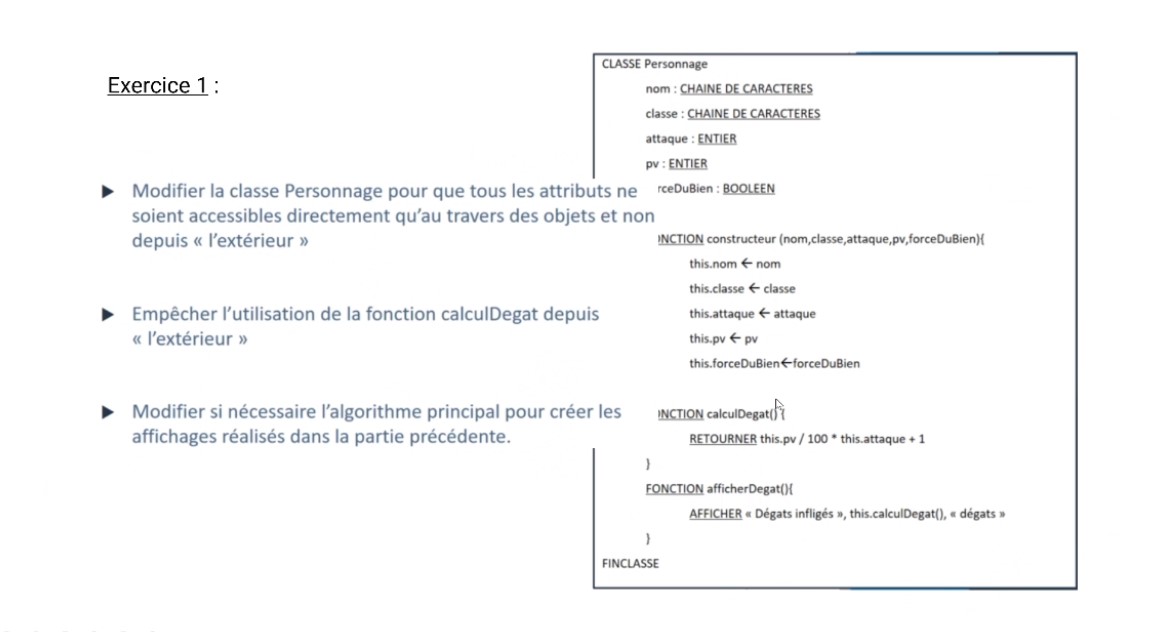 Exercice 1 :
Modifier la classe Personnage pour que tous les attributs ne
soient accessibles directement qu'au travers des objets et non
depuis « l'extérieur »
Empêcher l'utilisation de la fonction calculDegat depuis
« l'extérieur »
Modifier si nécessaire l'algorithme principal pour créer les
affichages réalisés dans la partie précédente.
CLASSE Personnage
nom : CHAINE DE CARACTERES
classe : CHAINE DE CARACTERES
attaque : ENTIER
pv : ENTIER
rceDuBien : BOOLEEN
INCTION constructeur (nom,classe,attaque,pv,forceDuBien){
this.nom ← nom
this.classe ← classe
this.attaque ← attaque
this.pv ← pv
this.forceDuBien←forceDuBien
INCTION calculDegat() {
RETOURNER this.pv / 100 * this.attaque + 1
}
FONCTION afficherDegat(){
AFFICHER « Dégats infligés », this.calculDegat(), « dégats »
}
FINCLASSE